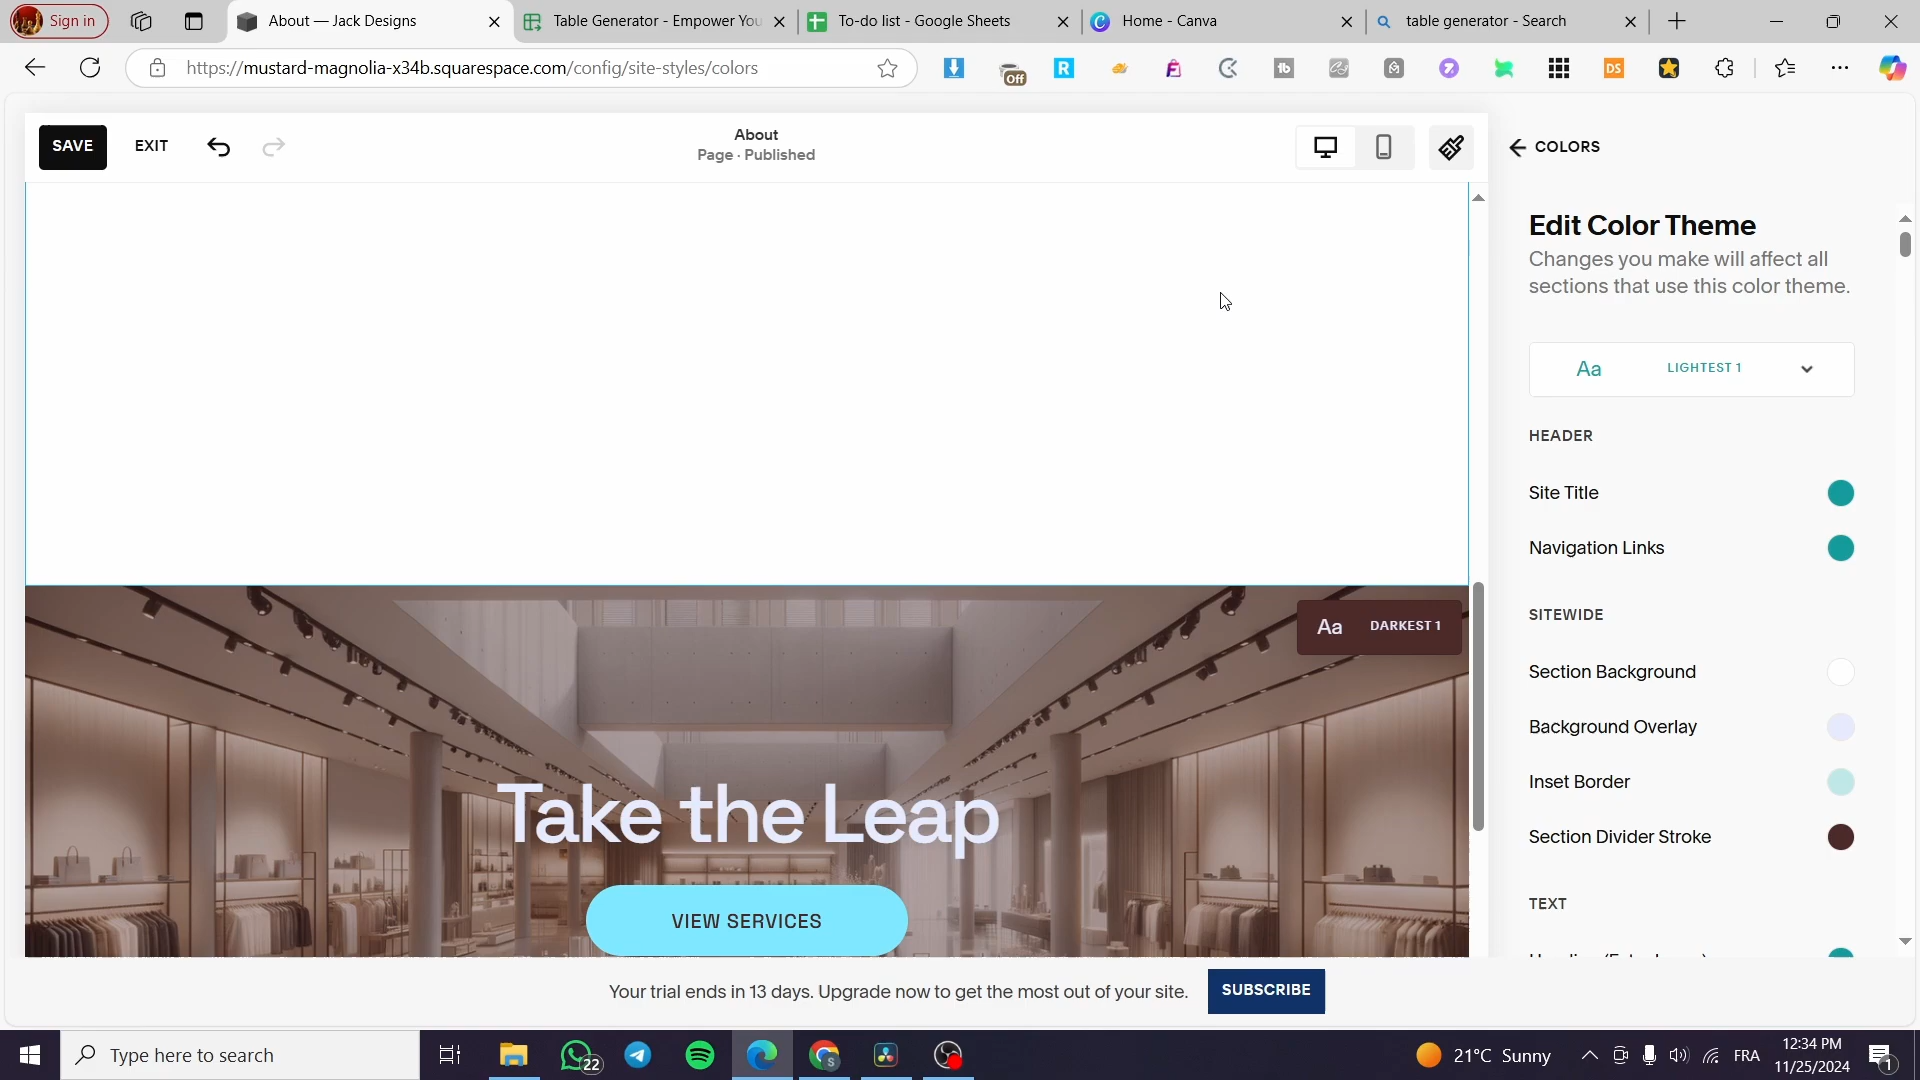 Sign in
About — Jack Designs
Table Generator - Empower You
To-do list - Google Sheets
Home - Canva
table generator - Search
https://mustard-magnolia-x34b.squarespace.com/config/site-styles/colors
Off
R
tb
DS
SAVE
EXIT
About
Page · Published
COLORS
Edit Color Theme
Changes you make will affect all
sections that use this color theme.
Aa
LIGHTEST 1
HEADER
Site Title
Navigation Links
SITEWIDE
Section Background
Background Overlay
Inset Border
Section Divider Stroke
TEXT
Aa
DARKEST 1
Take the Leap
VIEW SERVICES
Your trial ends in 13 days. Upgrade now to get the most out of your site.
SUBSCRIBE
Type here to search
22
21°C Sunny
FRA
12:34 PM
11/25/2024
1